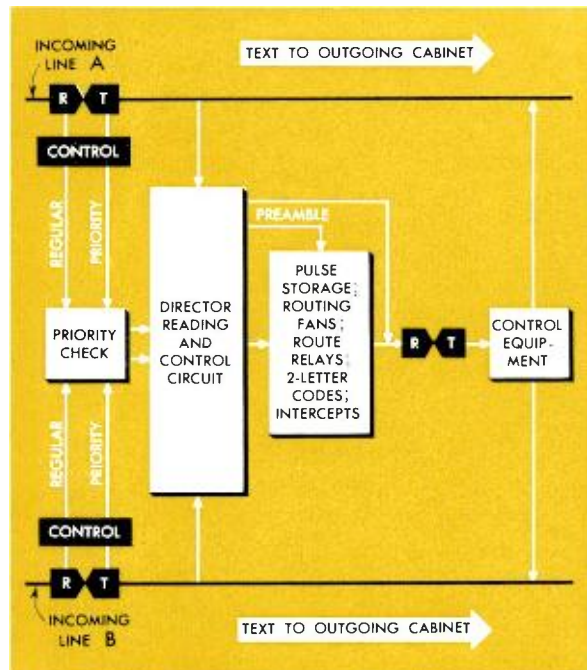 INCOMING
LINE A
TEXT TO OUTGOING CABINET
R T
CONTROL
REGULAR
PRIORITY
PREAMBLE
PRIORITY
CHECK
DIRECTOR
READING
AND
CONTROL
CIRCUIT
PULSE
STORAGE;
ROUTING
FANS;
ROUTE
RELAYS;
2-LETTER
CODES;
INTERCEPTS
R T
CONTROL
EQUIP-
MENT
REGULAR
PRIORITY
CONTROL
R T
INCOMING
LINE B
TEXT TO OUTGOING CABINET